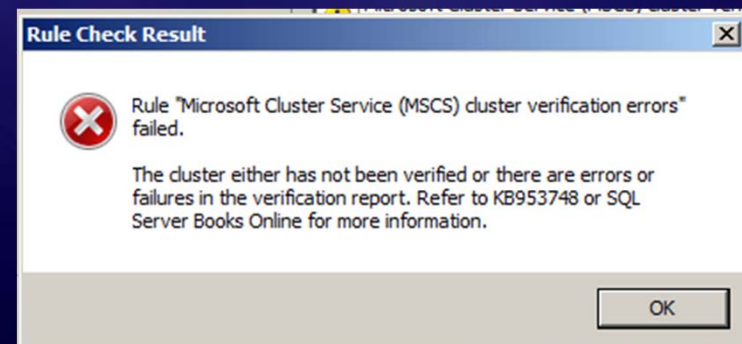 Rule Check Result
Rule "Microsoft Cluster Service (MSCS) cluster verification errors"
failed.
The cluster either has not been verified or there are errors or
failures in the verification report. Refer to KB953748 or SQL
Server Books Online for more information.
OK